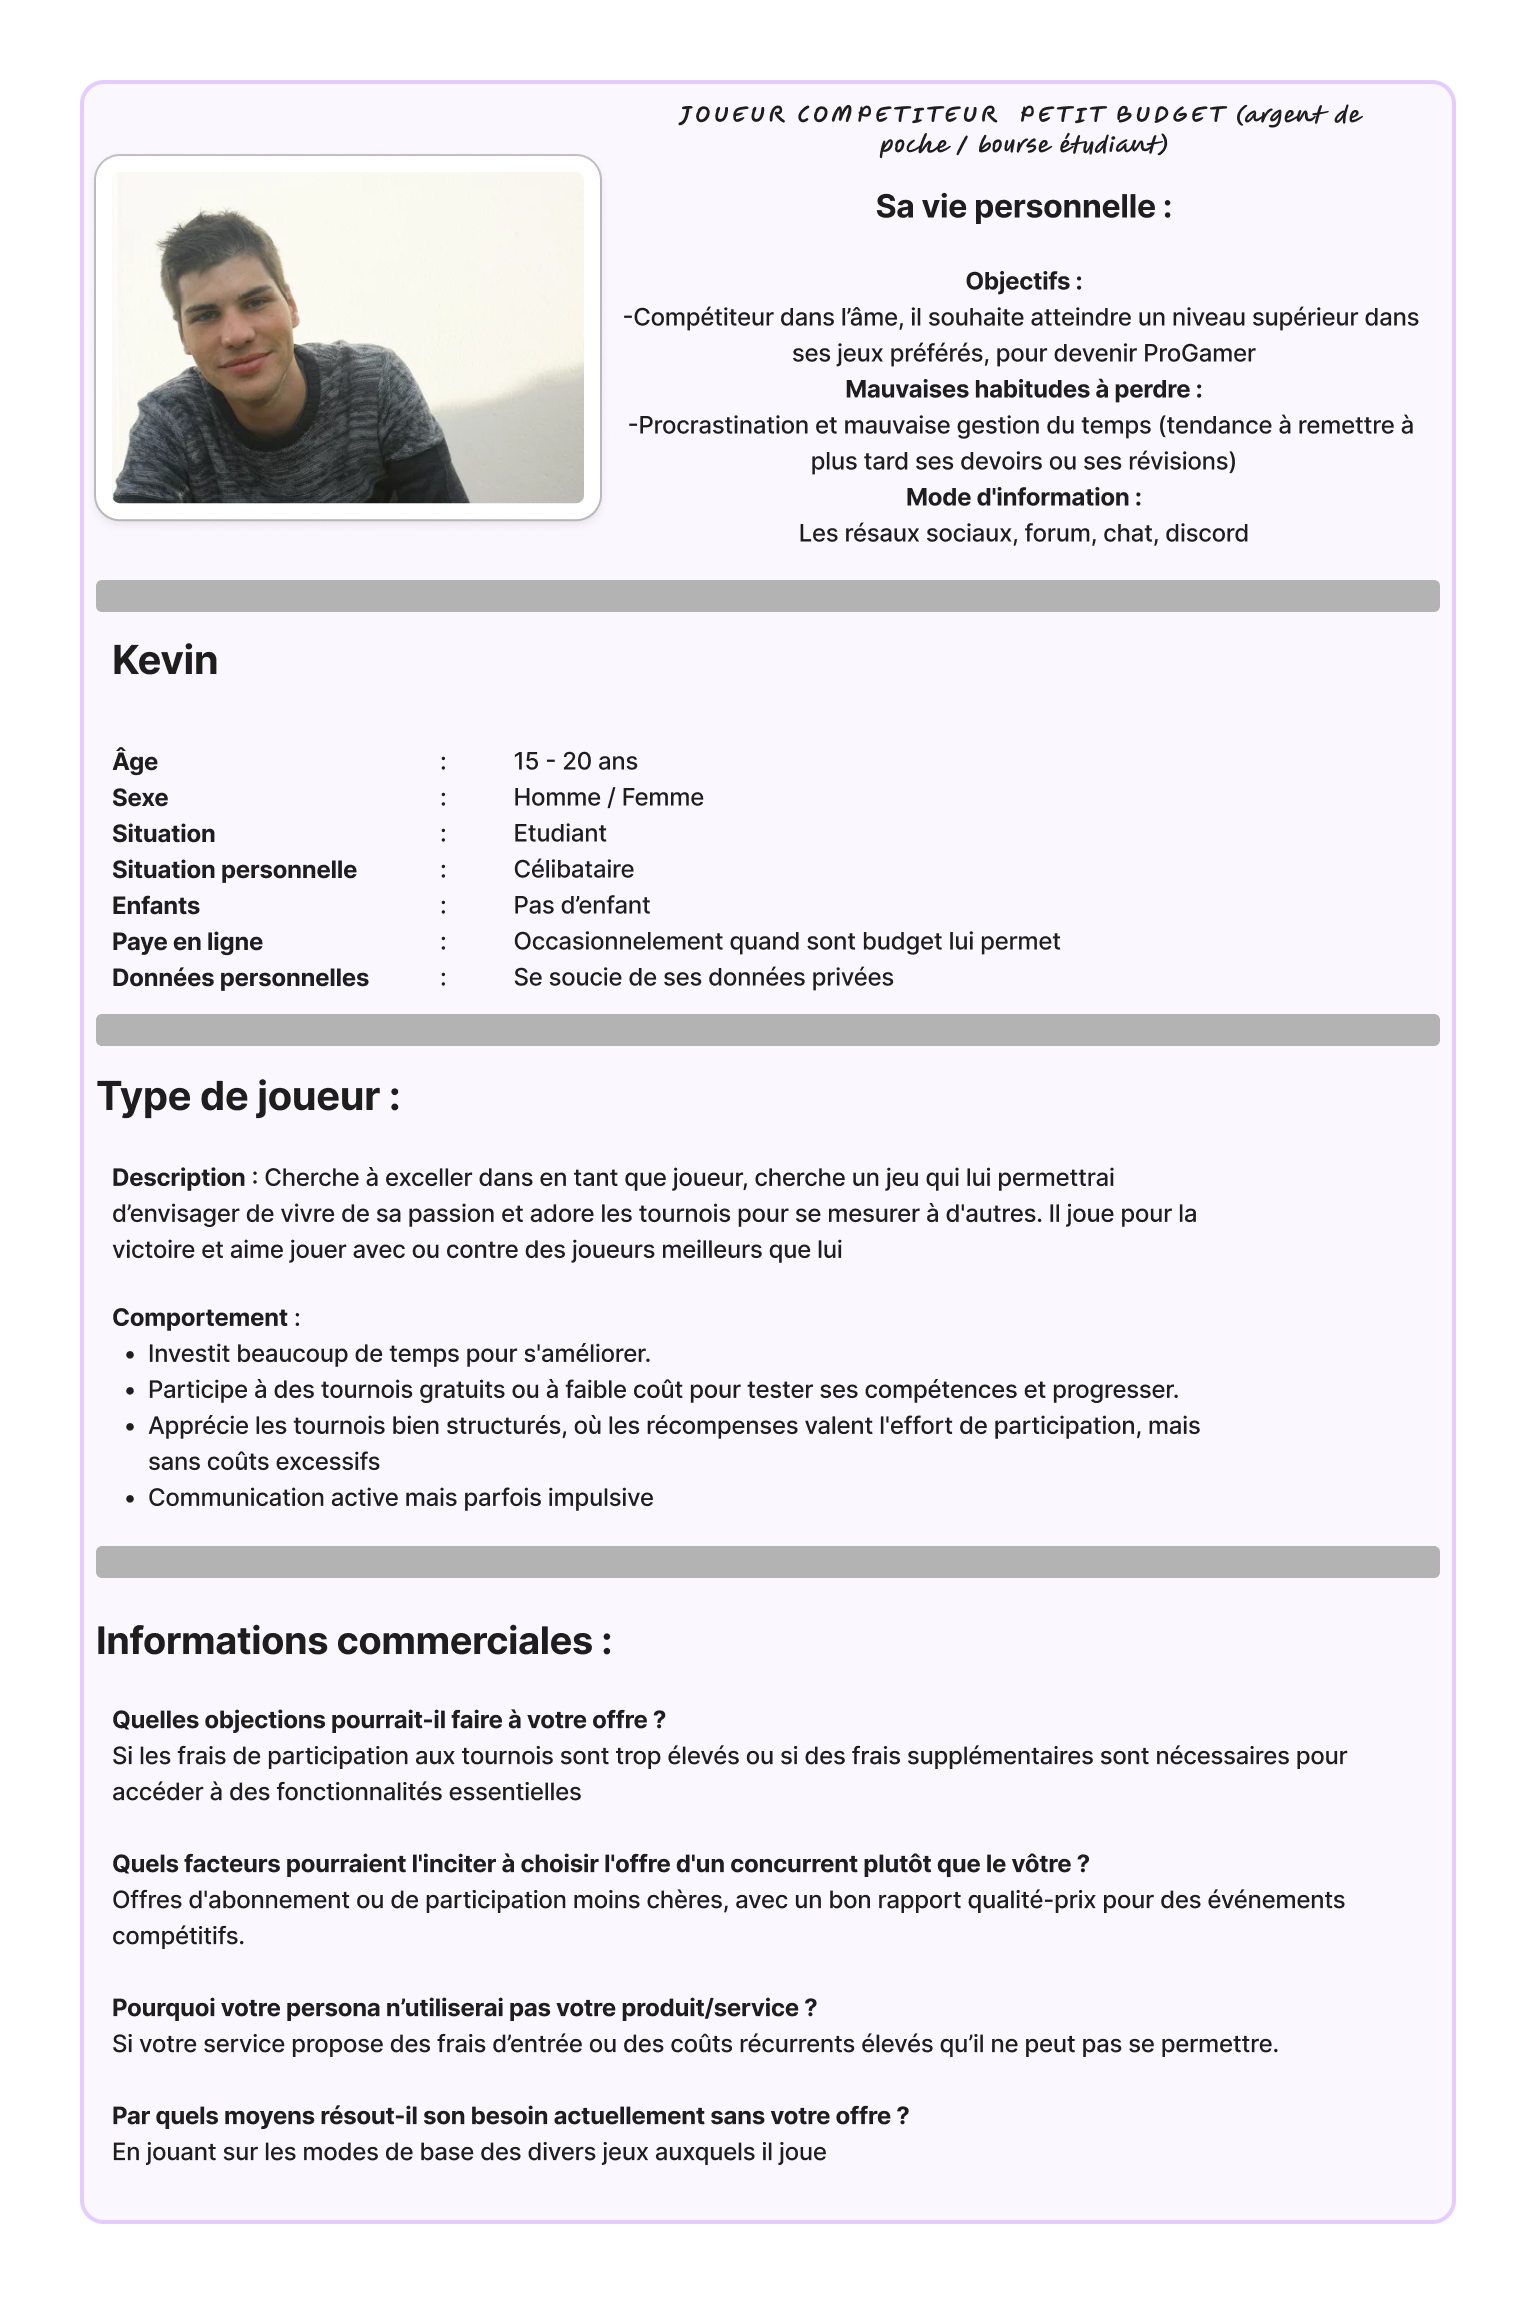 JOUEUR COMPETITEUR PETIT BUDGET (argent de
poche / bourse étudiant)
Sa vie personnelle :
Objectifs :
-Compétiteur dans l’âme, il souhaite atteindre un niveau supérieur dans
ses jeux préférés, pour devenir ProGamer
Mauvaises habitudes à perdre :
-Procrastination et mauvaise gestion du temps (tendance à remettre à
plus tard ses devoirs ou ses révisions)
Mode d'information :
Les résaux sociaux, forum, chat, discord
Kevin
Âge : 15 - 20 ans
Sexe : Homme / Femme
Situation : Etudiant
Situation personnelle : Célibataire
Enfants : Pas d’enfant
Paye en ligne : Occasionnelement quand sont budget lui permet
Données personnelles : Se soucie de ses données privées
Type de joueur :
Description : Cherche à exceller dans en tant que joueur, cherche un jeu qui lui permettrai
d’envisager de vivre de sa passion et adore les tournois pour se mesurer à d'autres. Il joue pour la
victoire et aime jouer avec ou contre des joueurs meilleurs que lui
Comportement :
• Investit beaucoup de temps pour s'améliorer.
• Participe à des tournois gratuits ou à faible coût pour tester ses compétences et progresser.
• Apprécie les tournois bien structurés, où les récompenses valent l'effort de participation, mais
sans coûts excessifs
• Communication active mais parfois impulsive
Informations commerciales :
Quelles objections pourrait-il faire à votre offre ?
Si les frais de participation aux tournois sont trop élevés ou si des frais supplémentaires sont nécessaires pour
accéder à des fonctionnalités essentielles
Quels facteurs pourraient l'inciter à choisir l'offre d'un concurrent plutôt que le vôtre ?
Offres d'abonnement ou de participation moins chères, avec un bon rapport qualité-prix pour des événements
compétitifs.
Pourquoi votre persona n’utiliserai pas votre produit/service ?
Si votre service propose des frais d’entrée ou des coûts récurrents élevés qu’il ne peut pas se permettre.
Par quels moyens résout-il son besoin actuellement sans votre offre ?
En jouant sur les modes de base des divers jeux auxquels il joue